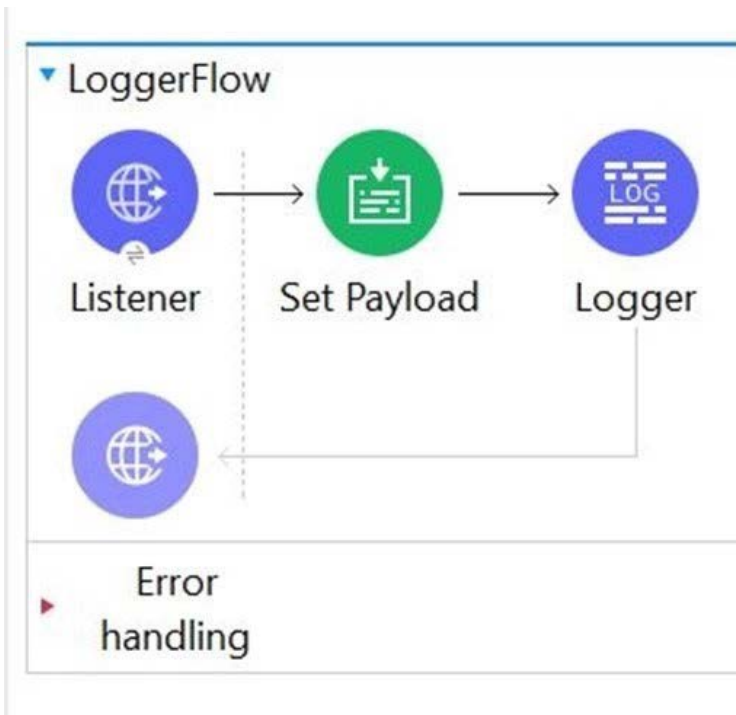 LoggerFlow
LOG
Listener
Set Payload
Logger
Error
handling